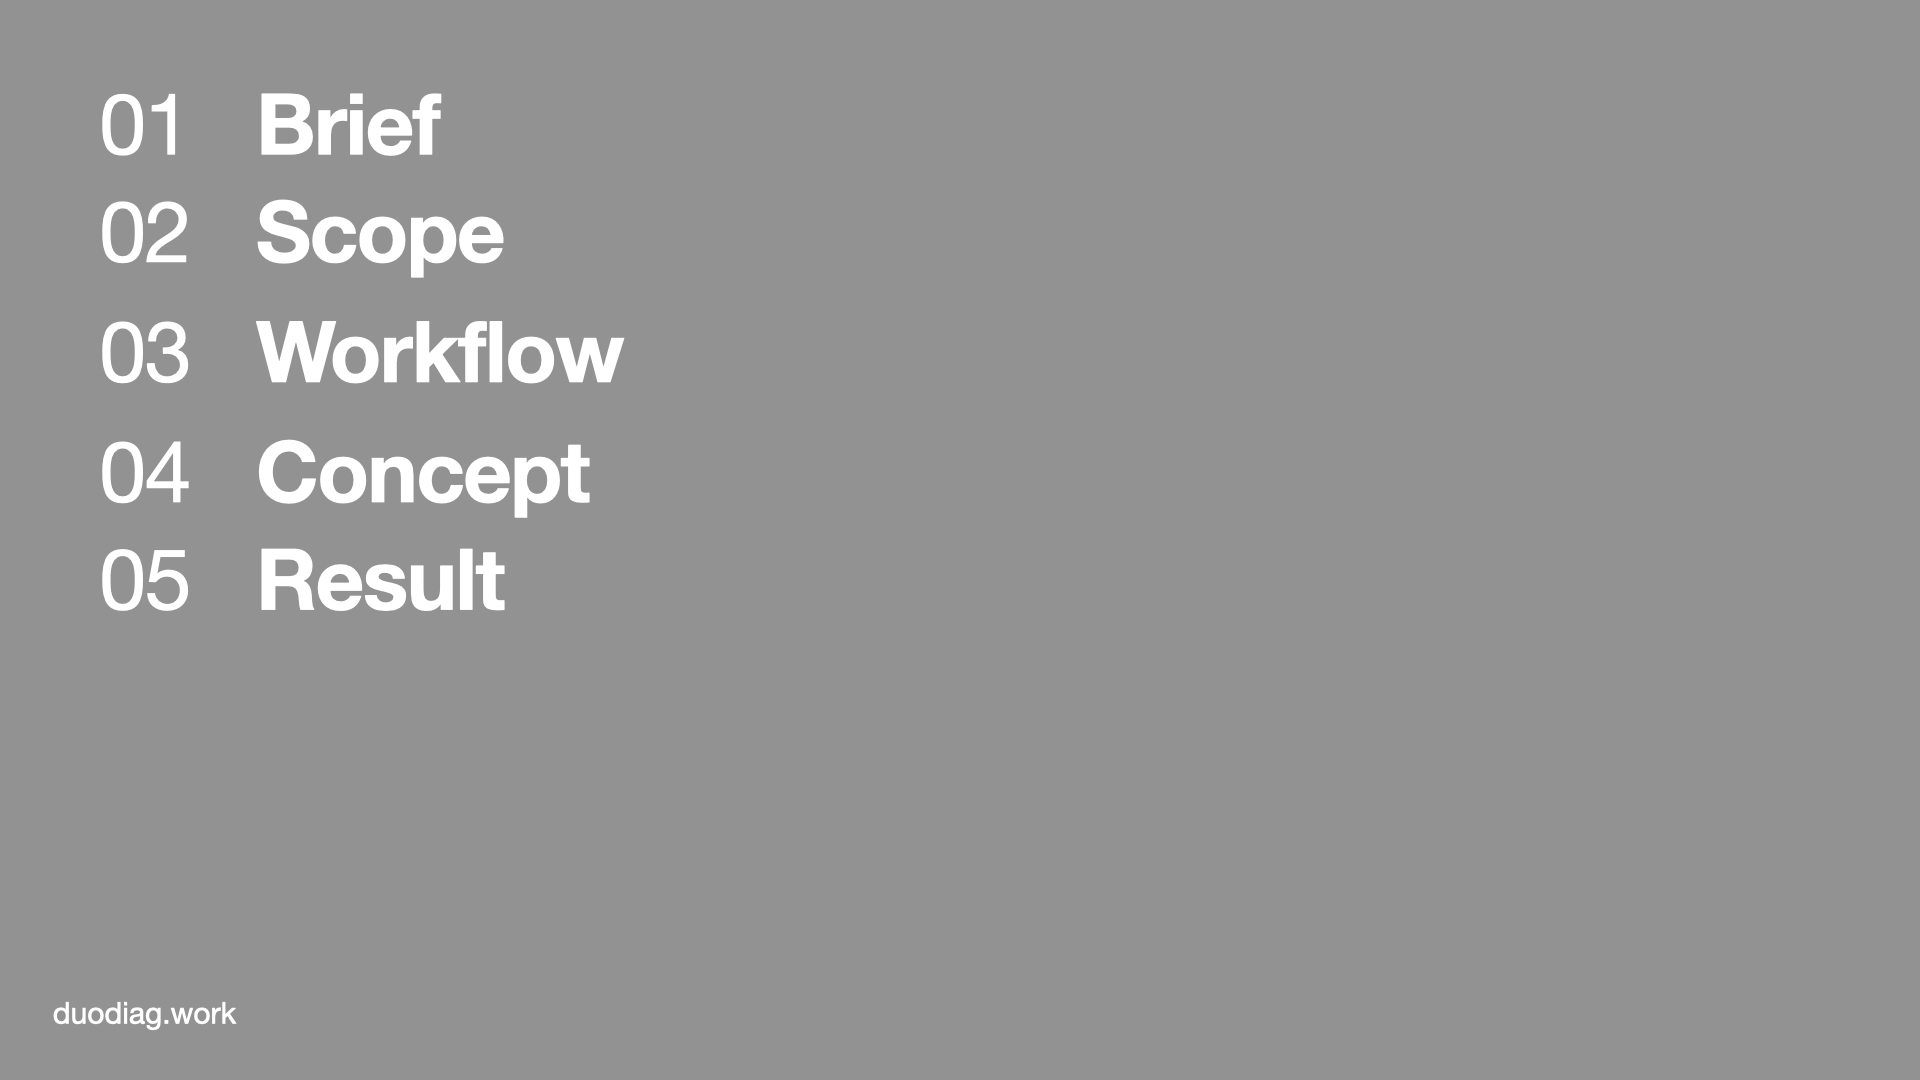 01 Brief
02 Scope
03 Workflow
04 Concept
05 Result
duodiag.work